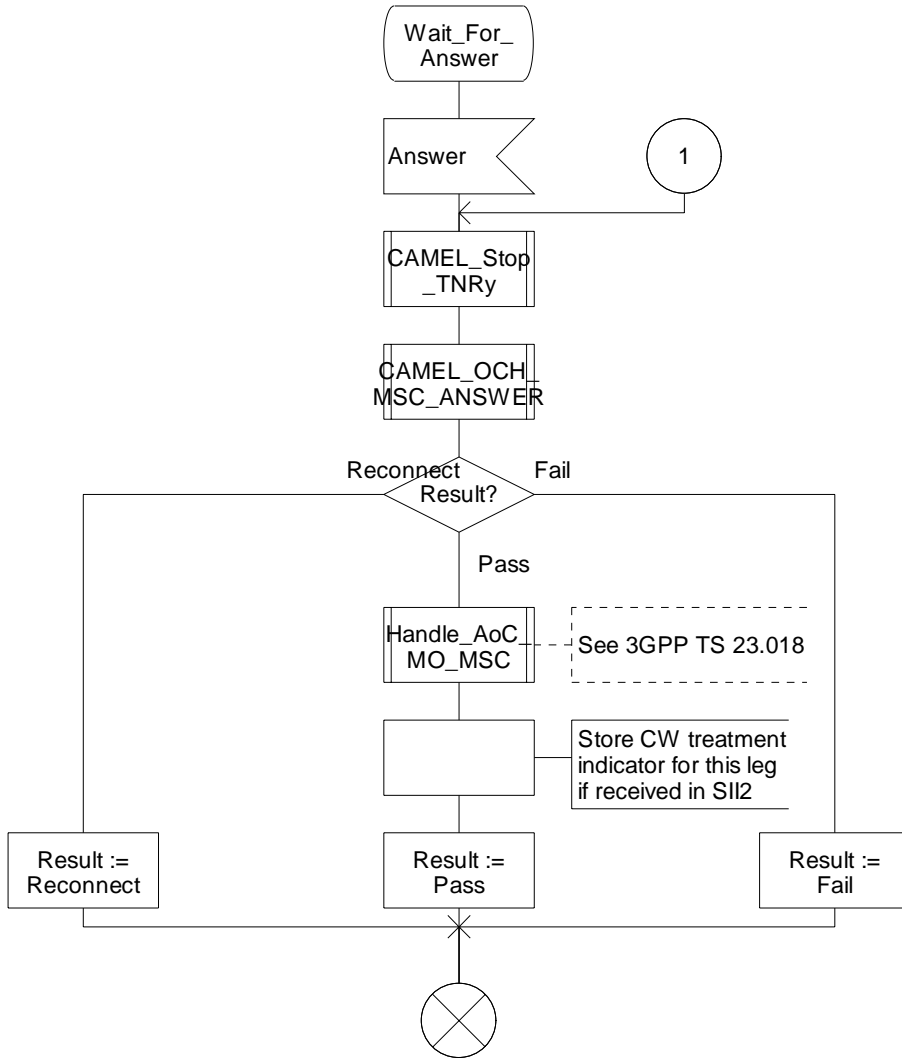 Wait_For_
Answer
Answer
1
CAMEL_Stop
_TNRy
CAMEL_OCH_
MSC_ANSWER
Reconnect
Fail
Result?
Pass
Handle_AoC_
MO_MSC
See 3GPP TS 23.018
Store CW treatment
indicator for this leg
if received in SII2
Result :=
Reconnect
Result :=
Pass
Result :=
Fail